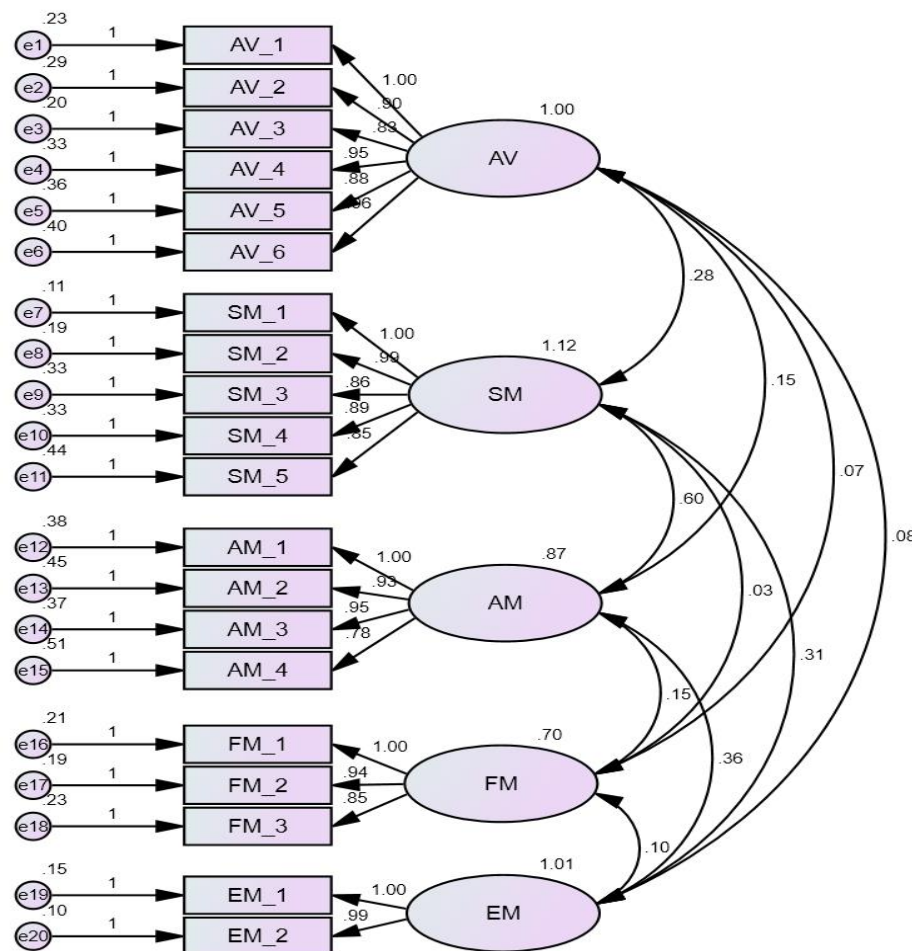 .23
e1 1 AV_1
.29
e2 1 AV_2
.20
e3 1 AV_3
.33
e4 1 AV_4
.36
e5 1 AV_5
.40
e6 1 AV_6
1.00
.90
.83
.95
.88
.96
1.00
AV
.11
e7 1 SM_1
.19
e8 1 SM_2
.33
e9 1 SM_3
.33
e10 1 SM_4
.44
e11 1 SM_5
1.00
.99
.86
.89
.85
1.12
SM
.38
e12 1 AM_1
.45
e13 1 AM_2
.37
e14 1 AM_3
.51
e15 1 AM_4
1.00
.93
.95
.78
.87
AM
.21
e16 1 FM_1
.19
e17 1 FM_2
.23
e18 1 FM_3
1.00
.94
.85
.70
FM
.15
e19 1 EM_1
.10
e20 1 EM_2
1.00
.99
1.01
EM
.28
.15
.07
.08
.60
.03
.31
.15
.36
.10